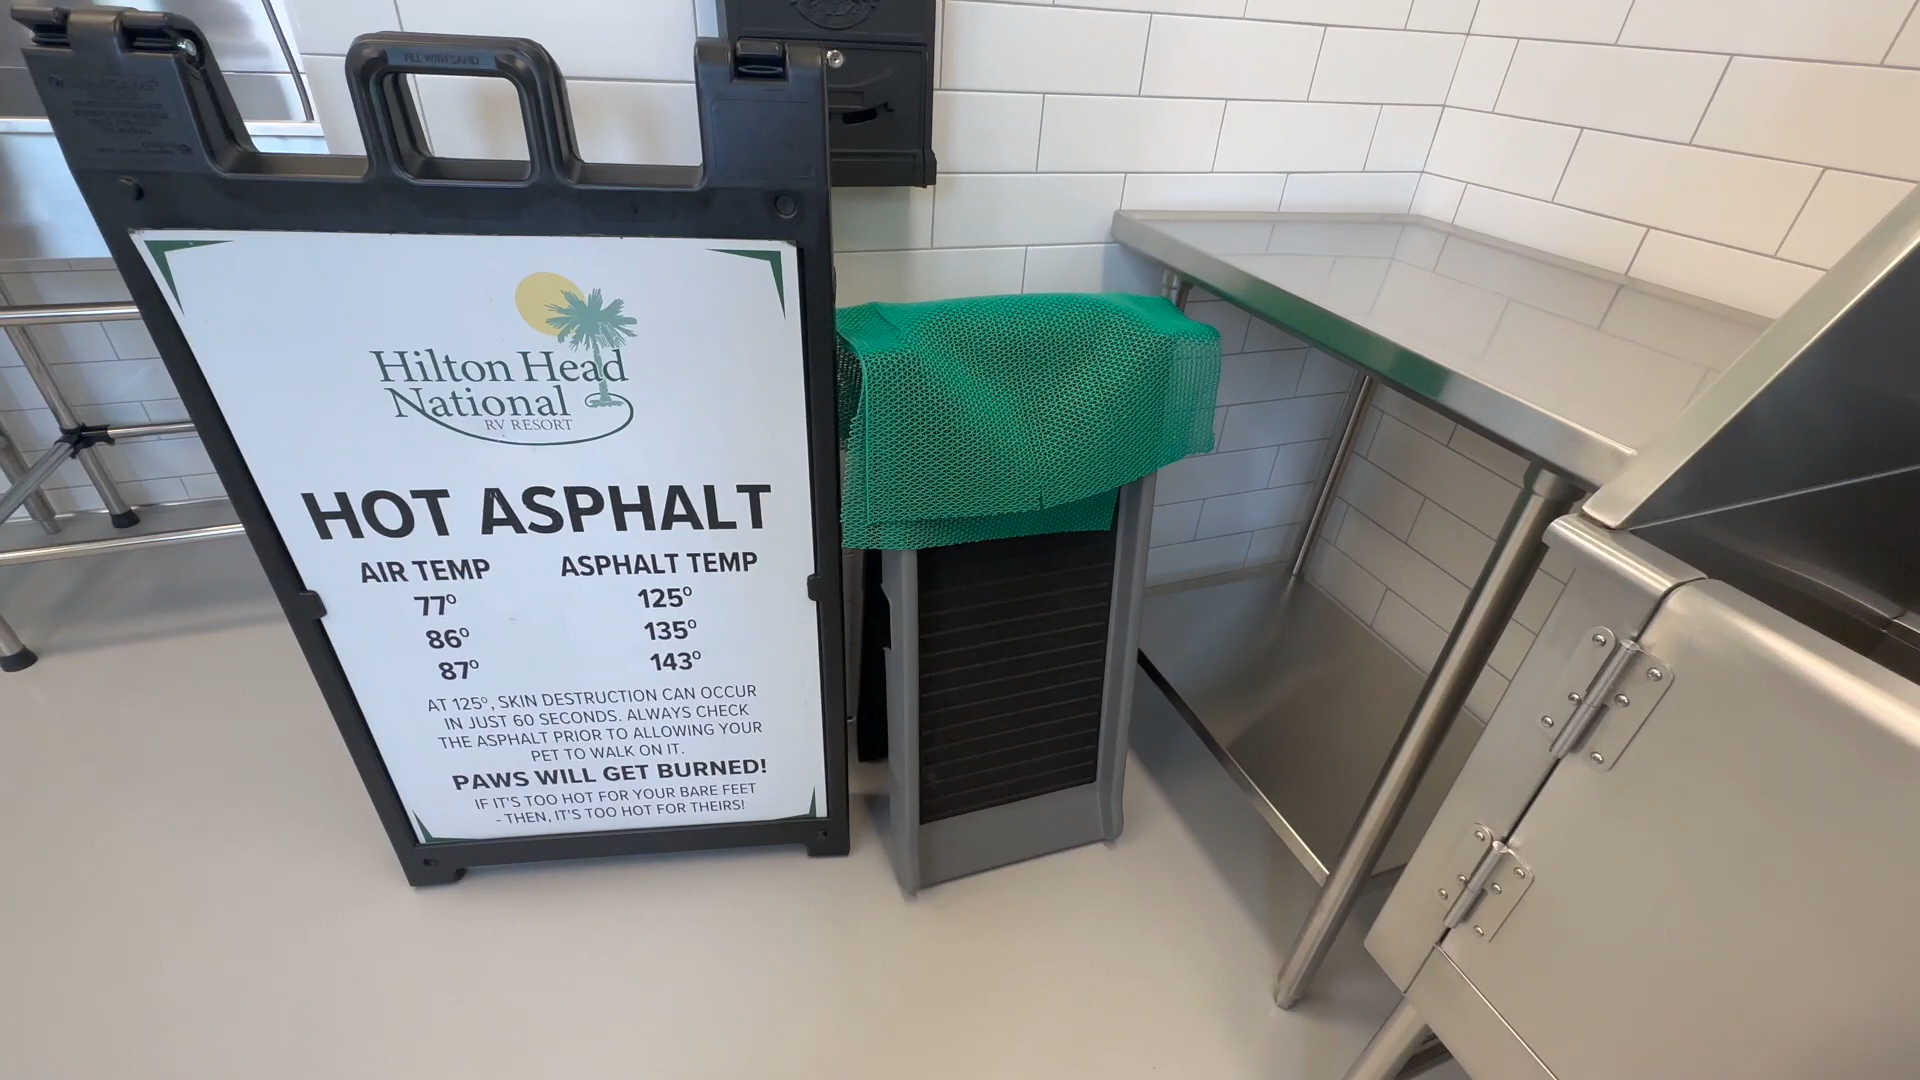 FILL WITH SAND
Hilton Head
National
RV RESORT
HOT ASPHALT
AIR TEMP ASPHALT TEMP
77° 125°
86° 135°
87° 143°
AT 125°, SKIN DESTRUCTION CAN OCCUR
IN JUST 60 SECONDS. ALWAYS CHECK
THE ASPHALT PRIOR TO ALLOWING YOUR
PET TO WALK ON IT.
PAWS WILL GET BURNED!
IF IT'S TOO HOT FOR YOUR BARE FEET
- THEN, IT'S TOO HOT FOR THEIRS!